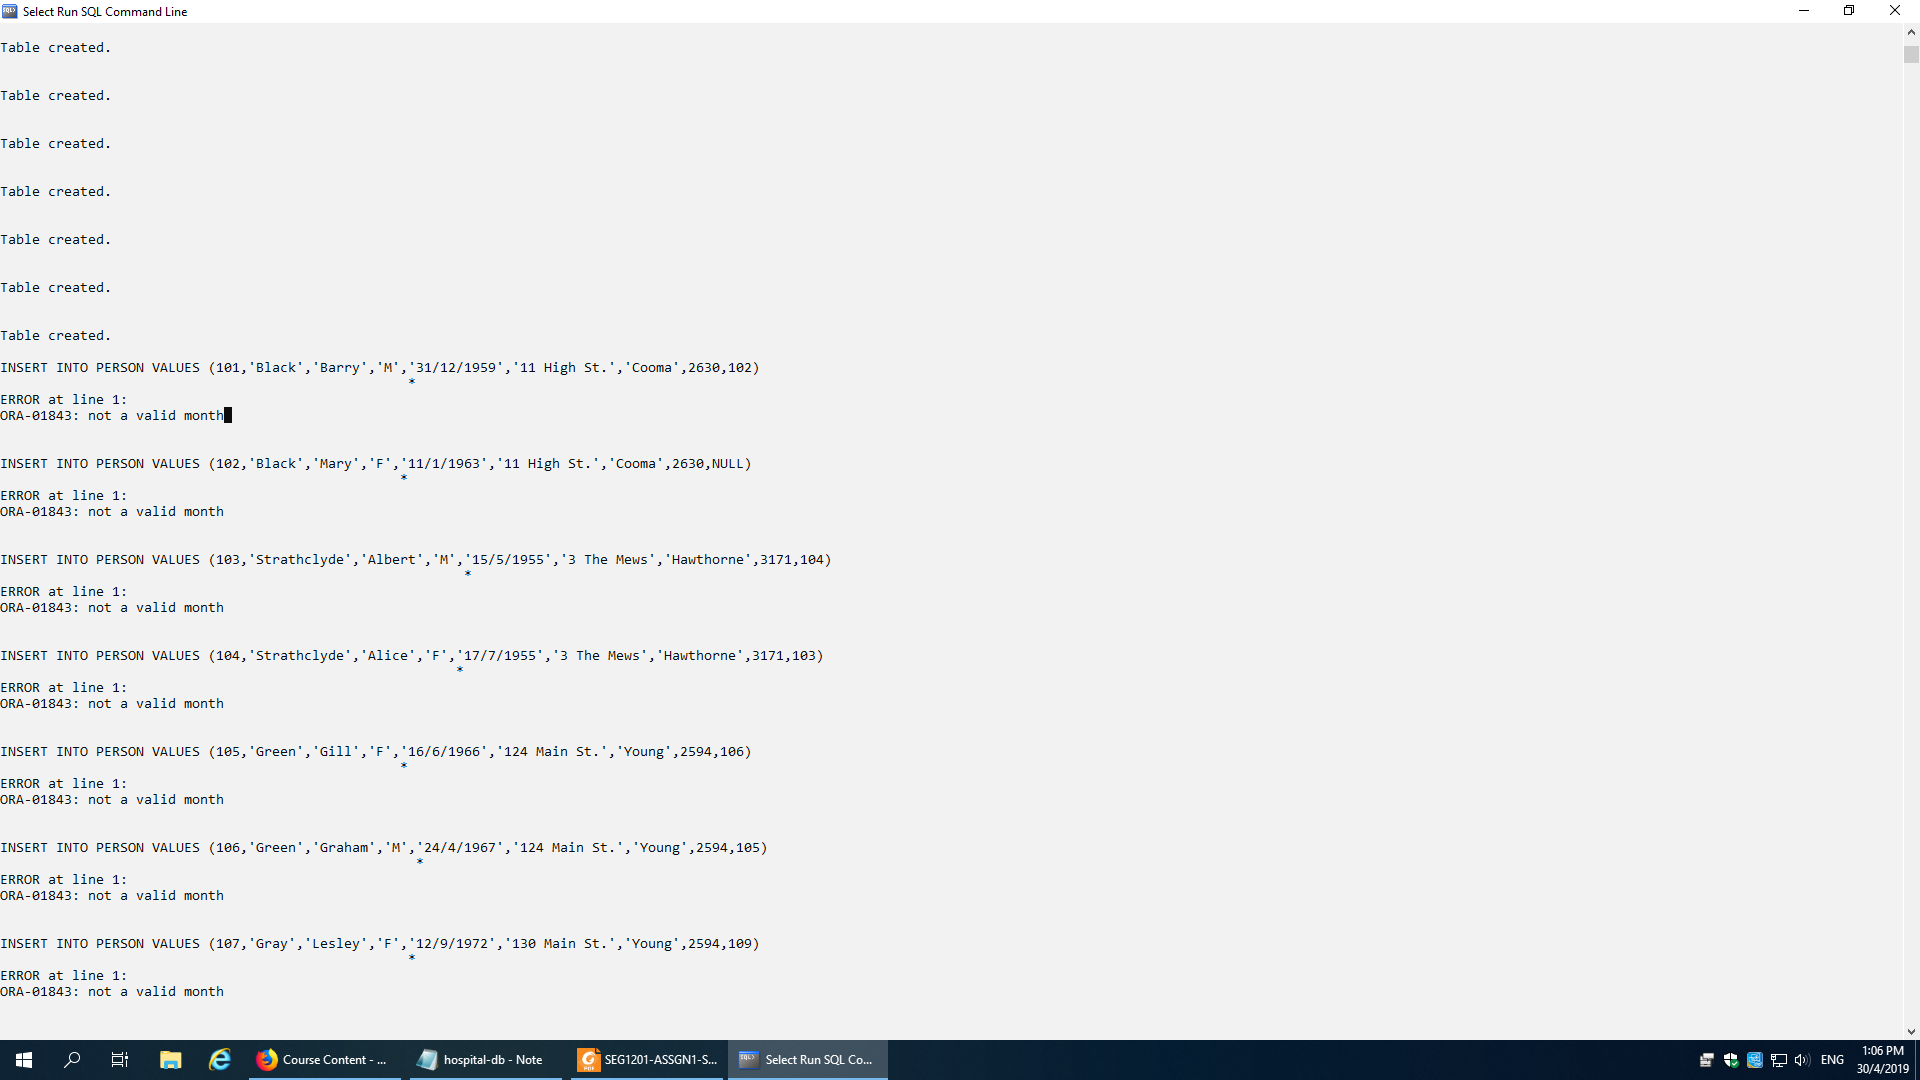 Select Run SQL Command Line
Table created.
Table created.
Table created.
Table created.
Table created.
Table created.
Table created.
INSERT INTO PERSON VALUES (101,'Black','Barry','M','31/12/1959','11 High St.','Cooma',2630,102)
*
ERROR at line 1:
ORA-01843: not a valid month
INSERT INTO PERSON VALUES (102,'Black','Mary','F','11/1/1963','11 High St.','Cooma',2630,NULL)
*
ERROR at line 1:
ORA-01843: not a valid month
INSERT INTO PERSON VALUES (103,'Strathclyde','Albert','M','15/5/1955','3 The Mews','Hawthorne',3171,104)
*
ERROR at line 1:
ORA-01843: not a valid month
INSERT INTO PERSON VALUES (104,'Strathclyde','Alice','F','17/7/1955','3 The Mews','Hawthorne',3171,103)
*
ERROR at line 1:
ORA-01843: not a valid month
INSERT INTO PERSON VALUES (105,'Green','Gill','F','16/6/1966','124 Main St.','Young',2594,106)
*
ERROR at line 1:
ORA-01843: not a valid month
INSERT INTO PERSON VALUES (106,'Green','Graham','M','24/4/1967','124 Main St.','Young',2594,105)
*
ERROR at line 1:
ORA-01843: not a valid month
INSERT INTO PERSON VALUES (107,'Gray','Lesley','F','12/9/1972','130 Main St.','Young',2594,109)
*
ERROR at line 1:
ORA-01843: not a valid month
Course Content - ... hospital-db - Note SEG1201-ASSGN1-S... Select Run SQL Co... ENG 1:06 PM
30/4/2019